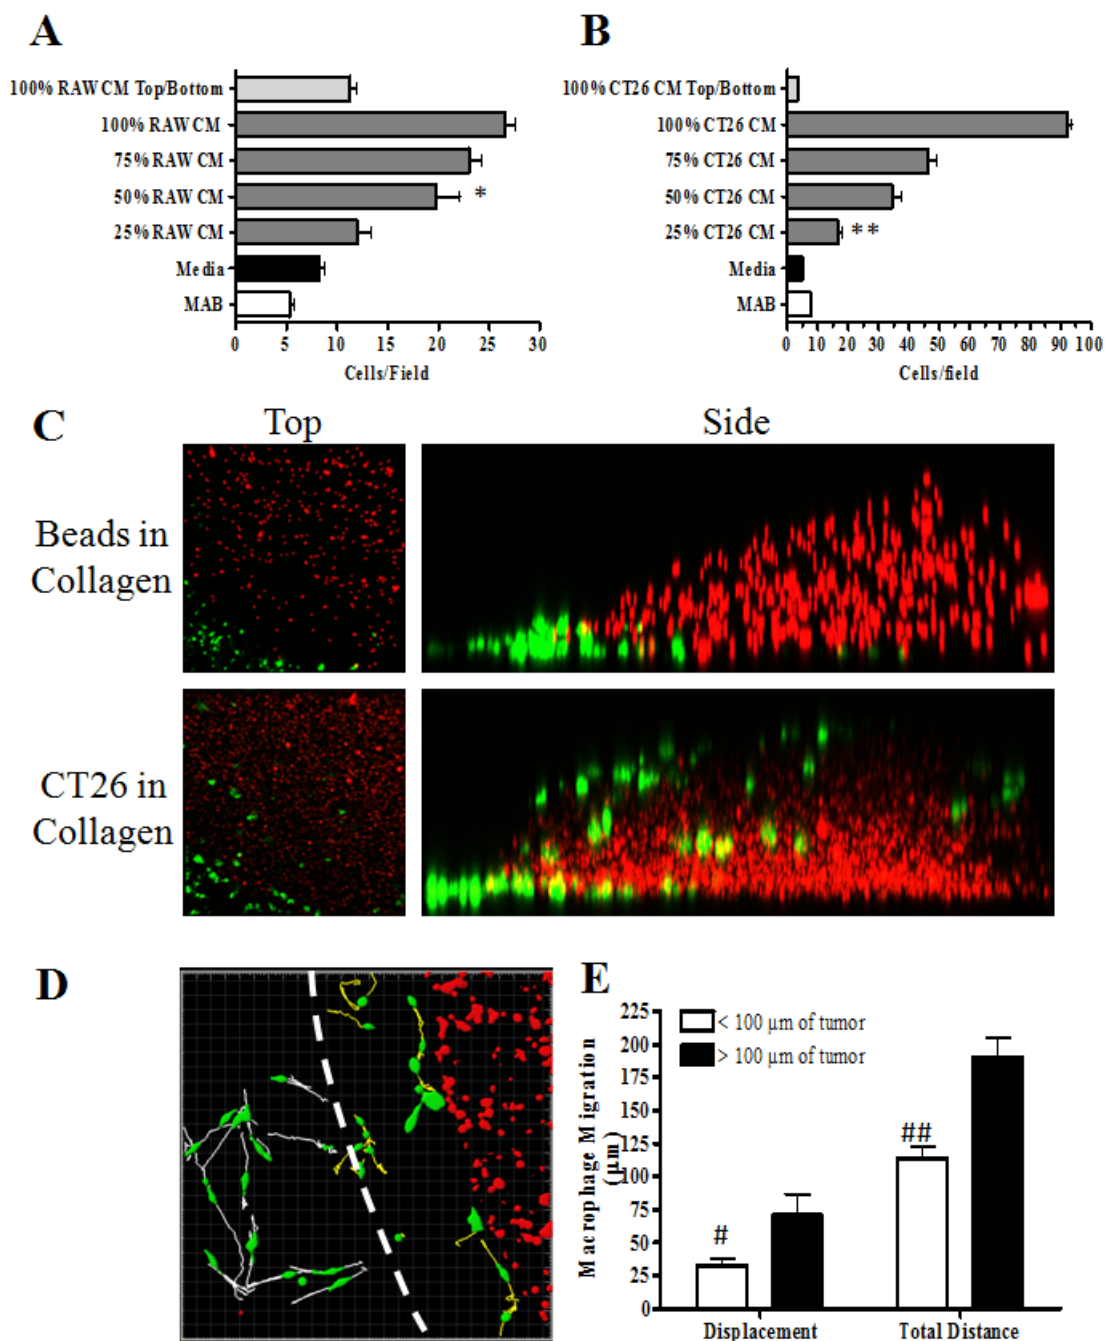 A
100% RAW CM Top/Bottom
100% RAW CM
75% RAW CM
50% RAW CM *
25% RAW CM
Media
MAB
0 5 10 15 20 25 30
Cells/Field
B
100% CT26 CM Top/Bottom
100% CT26 CM
75% CT26 CM
50% CT26 CM
25% CT26 CM **
Media
MAB
0 10 20 30 40 50 60 70 80 90 100
Cells/field
C
Top Side
Beads in
Collagen
CT26 in
Collagen
D
E
Macrophage Migration
(µm)
225
200
175
150
125
100
75
50
25
0
< 100 µm of tumor
> 100 µm of tumor
##
#
Displacement Total Distance